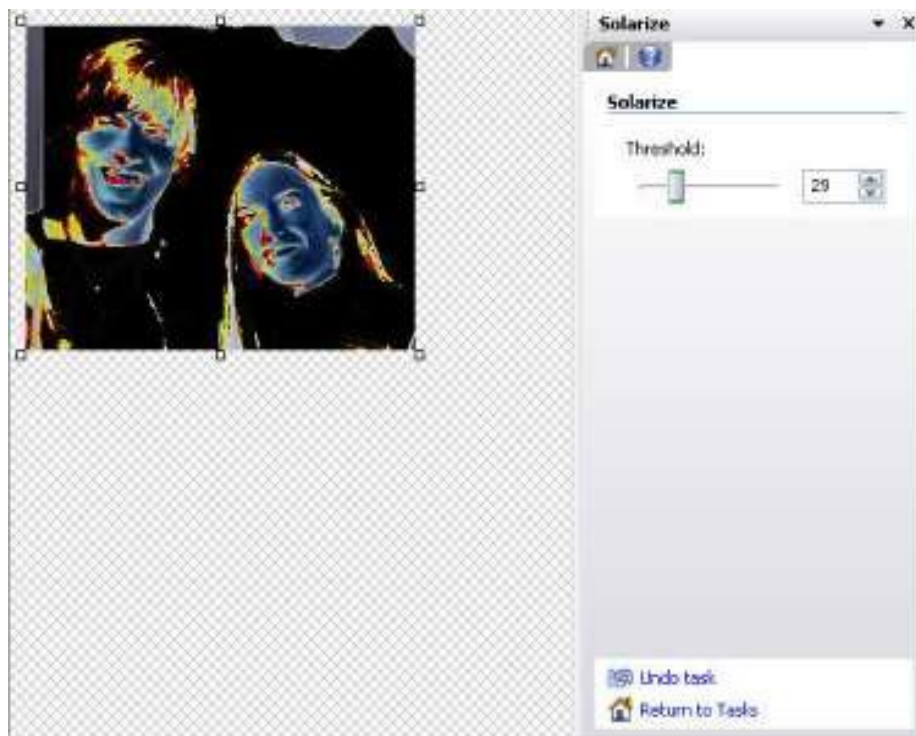 Solarize
Solarize
Threshold:
29
Undo task
Return to Tasks